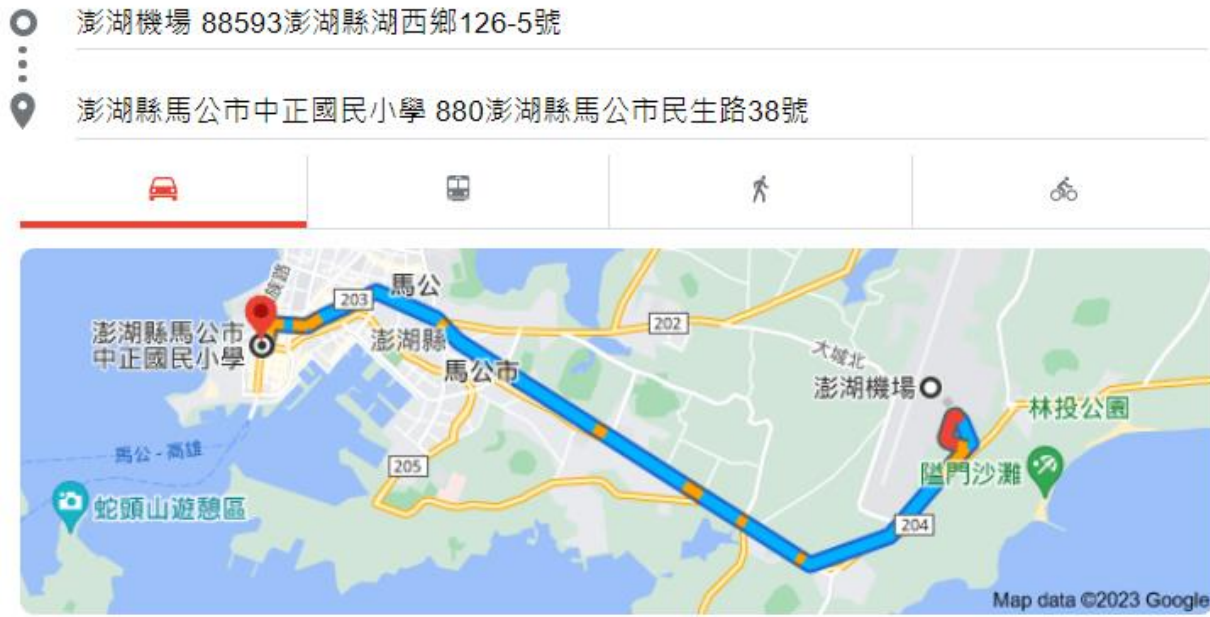 澎湖機場 88593澎湖縣湖西鄉126-5號
澎湖縣馬公市中正國民小學 880澎湖縣馬公市民生路38號
族路
203
馬公
澎湖縣馬公市
中正國民小學
澎湖縣
202
馬公市
大城北
澎湖機場
林投公園
馬公 - 高雄
205
隘門沙灘
蛇頭山遊憩區
204
Map data ©2023 Google